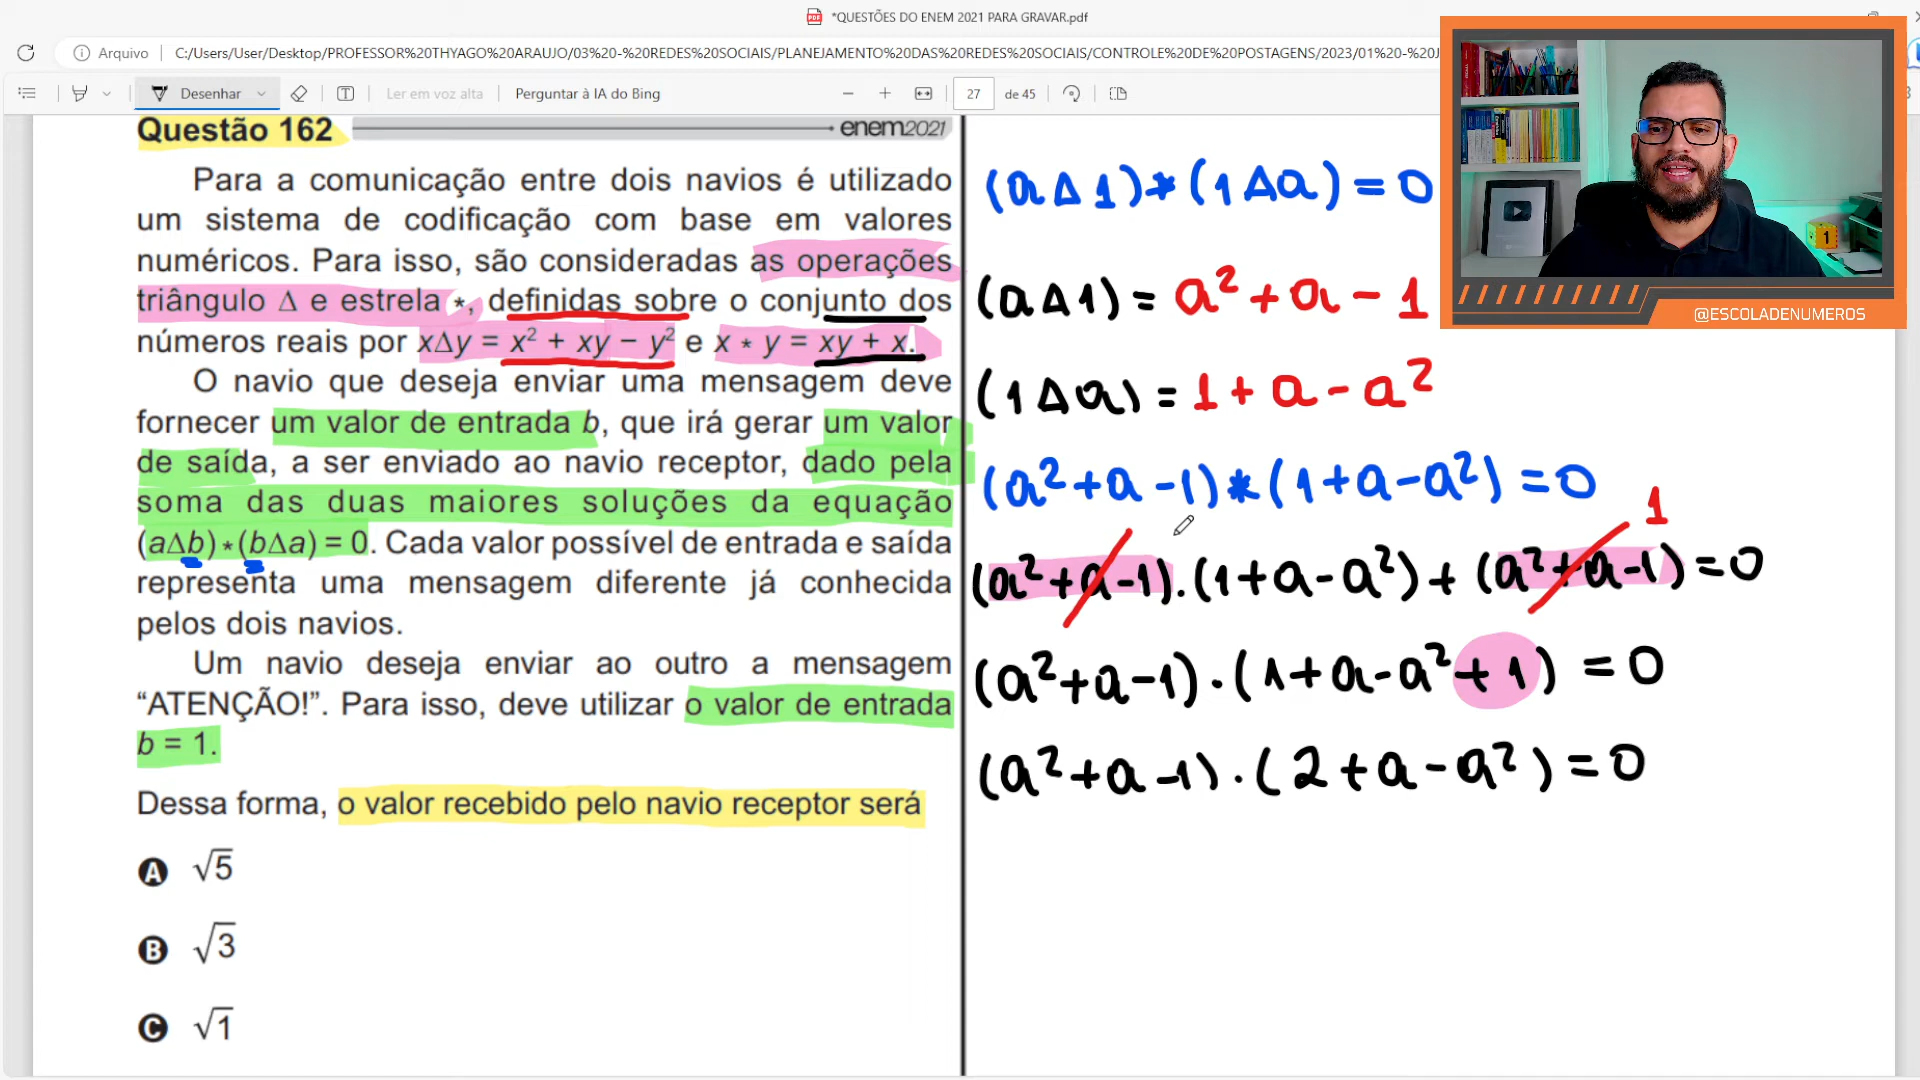 *QUESTÕES DO ENEM 2021 PARA GRAVAR.pdf
Arquivo C:/Users/User/Desktop/PROFESSOR%20THYAGO%20ARAUJO/03%20-%20REDES%20SOCIAIS/PLANEJAMENTO%20DAS%20REDES%20SOCIAIS/CONTROLE%20DE%20POSTAGENS/2023/01%20-%20J
Desenhar Ler em voz alta Perguntar à IA do Bing 27 de 45
Questão 162 enem2021
Para a comunicação entre dois navios é utilizado
um sistema de codificação com base em valores
numéricos. Para isso, são consideradas as operações
triângulo Δ e estrela *, definidas sobre o conjunto dos
números reais por xΔy = x² + xy − y² e x * y = xy + x.
O navio que deseja enviar uma mensagem deve
fornecer um valor de entrada b, que irá gerar um valor
de saída, a ser enviado ao navio receptor, dado pela
soma das duas maiores soluções da equação
(aΔb)*(bΔa) = 0. Cada valor possível de entrada e saída
representa uma mensagem diferente já conhecida
pelos dois navios.
Um navio deseja enviar ao outro a mensagem
“ATENÇÃO!”. Para isso, deve utilizar o valor de entrada
b = 1.
Dessa forma, o valor recebido pelo navio receptor será
A √5
B √3
C √1
(a Δ 1) * (1 Δ a) = 0
(a Δ 1) = a² + a - 1
(1 Δ a) = 1 + a - a²
(a² + a - 1) * (1 + a - a²) = 0
1
(a² + a - 1) . (1 + a - a²) + (a² + a - 1) = 0
(a² + a - 1) . (1 + a - a² + 1) = 0
(a² + a - 1) . (2 + a - a²) = 0
1
@ESCOLADENUMEROS